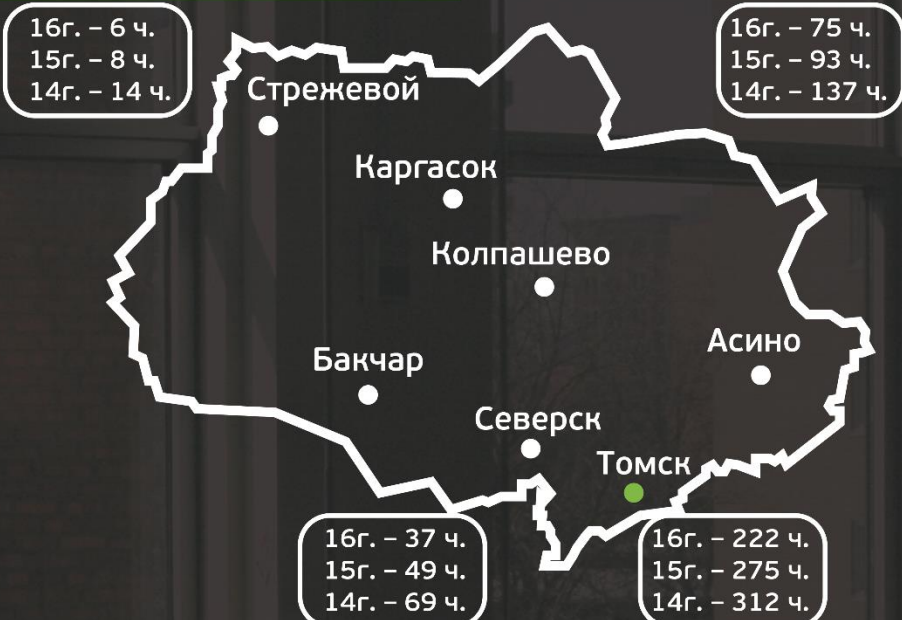 16г. – 6 ч.
15г. – 8 ч.
14г. – 14 ч.
16г. – 75 ч.
15г. – 93 ч.
14г. – 137 ч.
Стрежевой
Каргасок
Колпашево
Асино
Бакчар
Северск
Томск
16г. – 37 ч.
15г. – 49 ч.
14г. – 69 ч.
16г. – 222 ч.
15г. – 275 ч.
14г. – 312 ч.